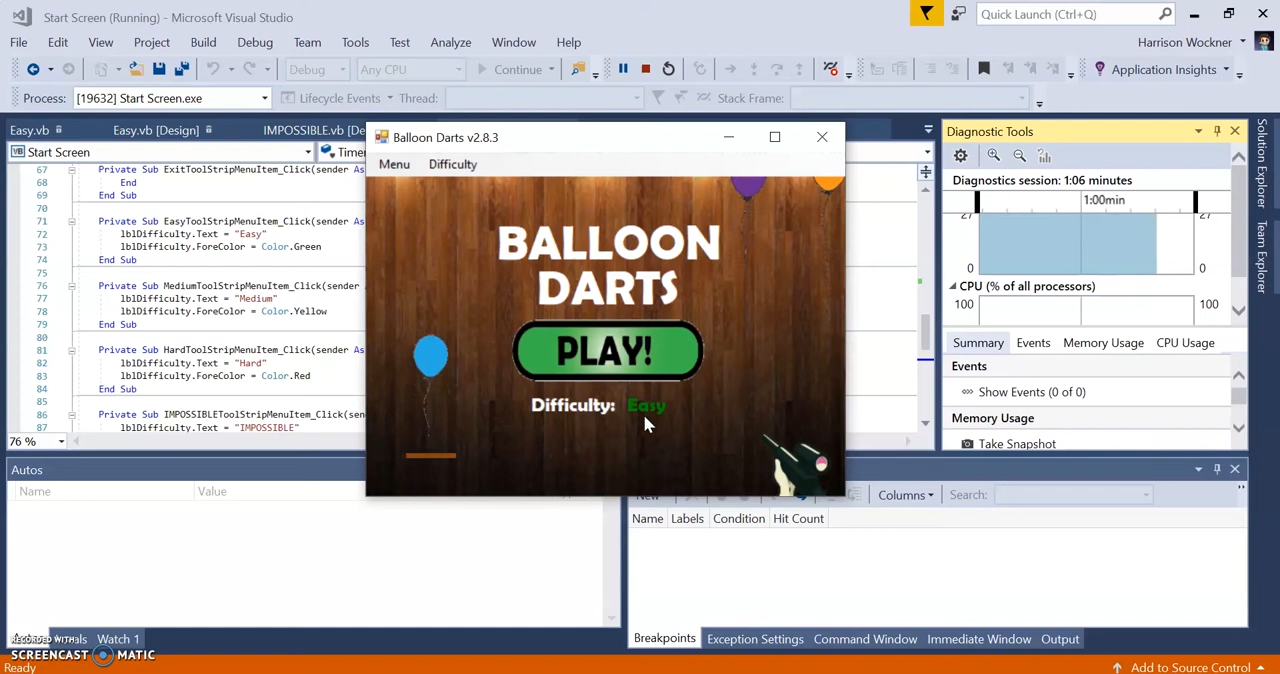 Start Screen (Running) - Microsoft Visual Studio
Quick Launch (Ctrl+Q)
File Edit View Project Build Debug Team Tools Test Analyze Window Help
Harrison Wockner
Debug Any CPU Continue Application Insights
Process: [19632] Start Screen.exe Lifecycle Events Thread: Stack Frame:
Easy.vb Easy.vb [Design] IMPOSSIBLE.vb [De
Start Screen Timer
67 Private Sub ExitToolStripMenuItem_Click(sender As
68 End
69 End Sub
70
71 Private Sub EasyToolStripMenuItem_Click(sender As
72 lblDifficulty.Text = "Easy"
73 lblDifficulty.ForeColor = Color.Green
74 End Sub
75
76 Private Sub MediumToolStripMenuItem_Click(sender
77 lblDifficulty.Text = "Medium"
78 lblDifficulty.ForeColor = Color.Yellow
79 End Sub
80
81 Private Sub HardToolStripMenuItem_Click(sender As
82 lblDifficulty.Text = "Hard"
83 lblDifficulty.ForeColor = Color.Red
84 End Sub
85
86 Private Sub IMPOSSIBLEToolStripMenuItem_Click(
87 lblDifficulty.Text = "IMPOSSIBLE"
76 %
Balloon Darts v2.8.3
Menu Difficulty
BALLOON
DARTS
PLAY!
Difficulty: Easy
Diagnostic Tools
Diagnostics session: 1:06 minutes
1:00min
27 27
0 0
CPU (% of all processors)
100 100
Summary Events Memory Usage CPU Usage
Events
Show Events (0 of 0)
Memory Usage
Take Snapshot
Solution Explorer
Team Explorer
Autos
Name Value
New Columns Search:
Name Labels Condition Hit Count
Watch 1
Breakpoints Exception Settings Command Window Immediate Window Output
RECORDED WITH
SCREENCAST MATIC
Ready
Add to Source Control